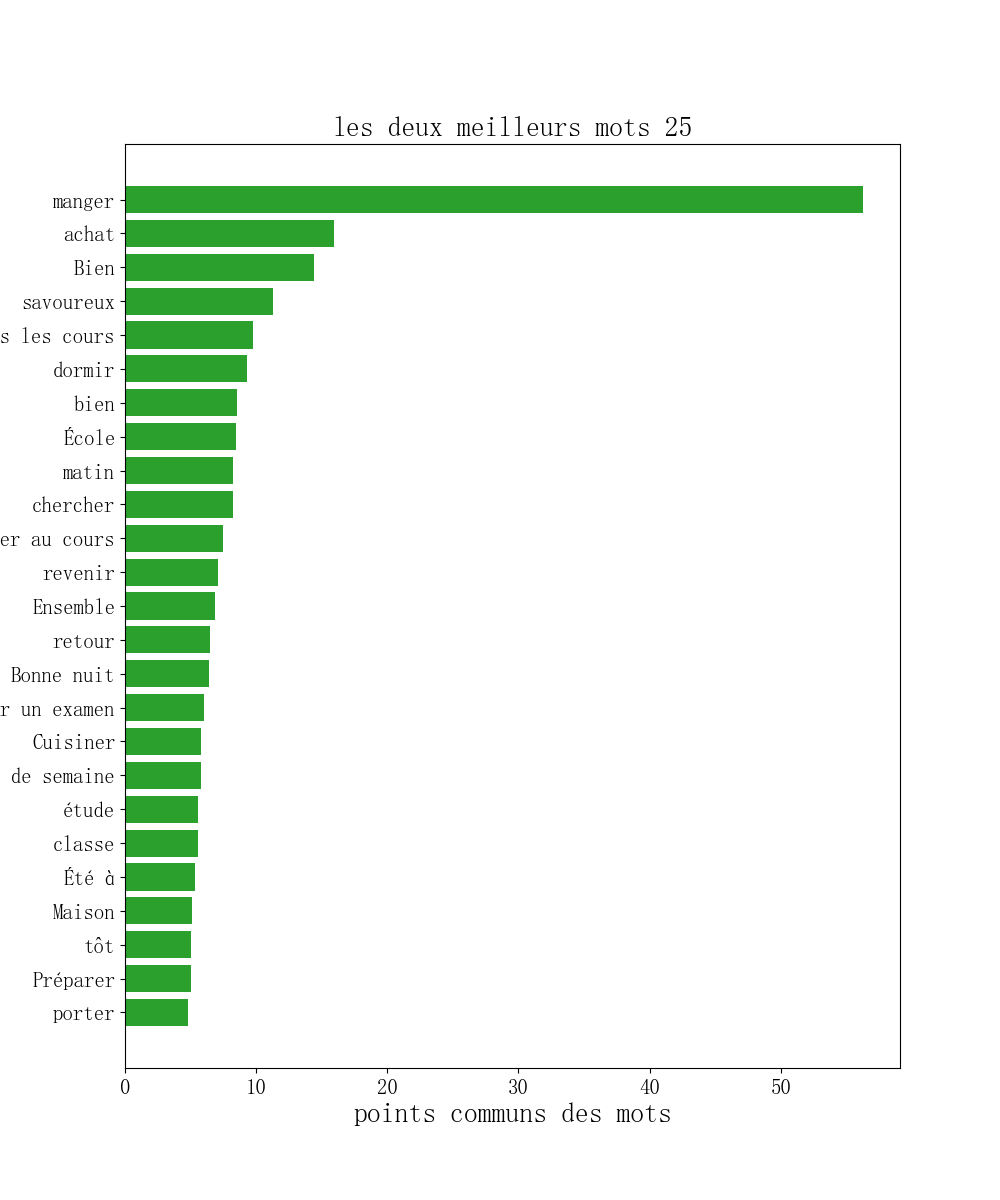 les deux meilleurs mots 25
manger
achat
Bien
savoureux
s les cours
dormir
bien
École
matin
chercher
er au cours
revenir
Ensemble
retour
Bonne nuit
r un examen
Cuisiner
de semaine
étude
classe
Été à
Maison
tôt
Préparer
porter
0 10 20 30 40 50
points communs des mots